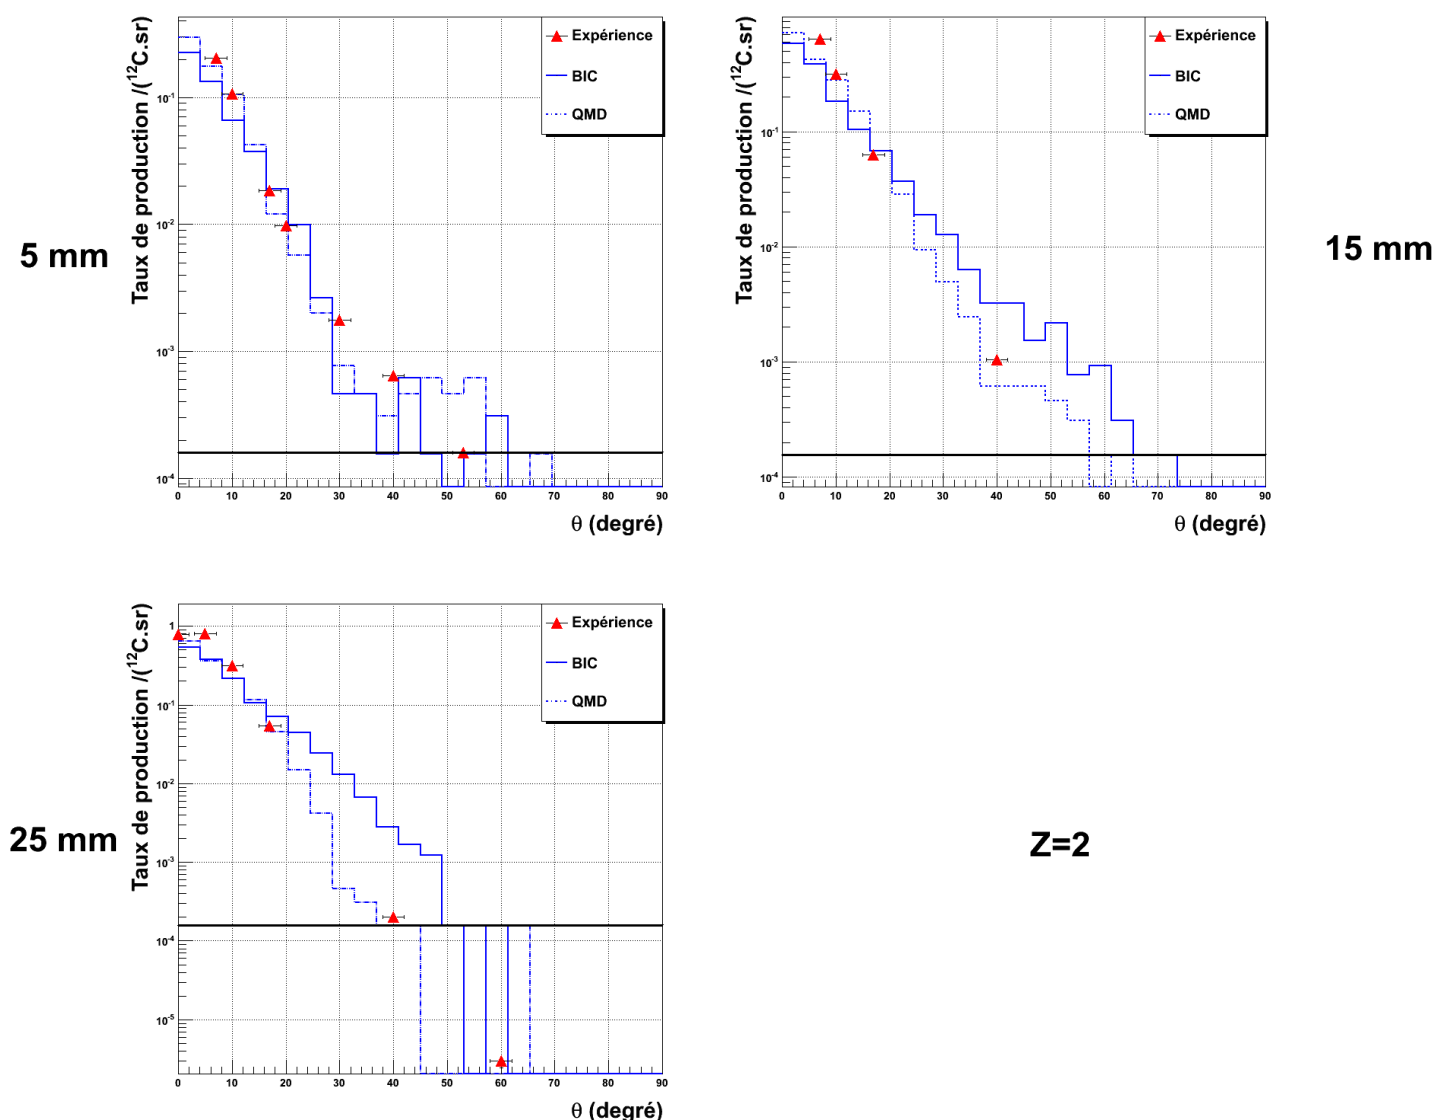 Taux de production /(¹²C.sr)
Expérience
BIC
QMD
10⁻¹
10⁻²
10⁻³
10⁻⁴
5 mm
0 10 20 30 40 50 60 70 80 90
θ (degré)
Taux de production /(¹²C.sr)
Expérience
BIC
QMD
10⁻¹
10⁻²
10⁻³
10⁻⁴
15 mm
0 10 20 30 40 50 60 70 80 90
θ (degré)
Taux de production /(¹²C.sr)
Expérience
BIC
QMD
1
10⁻¹
10⁻²
10⁻³
10⁻⁴
10⁻⁵
25 mm
0 10 20 30 40 50 60 70 80 90
θ (degré)
Z=2